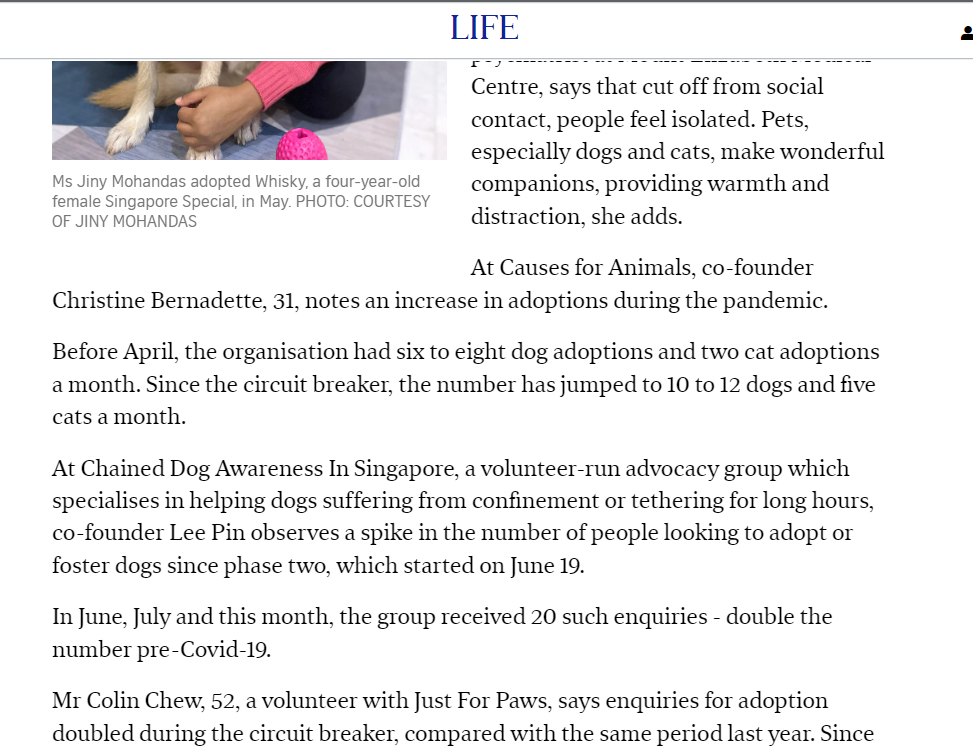 LIFE
Centre, says that cut off from social
contact, people feel isolated. Pets,
especially dogs and cats, make wonderful
companions, providing warmth and
distraction, she adds.
Ms Jiny Mohandas adopted Whisky, a four-year-old
female Singapore Special, in May. PHOTO: COURTESY
OF JINY MOHANDAS
At Causes for Animals, co-founder
Christine Bernadette, 31, notes an increase in adoptions during the pandemic.
Before April, the organisation had six to eight dog adoptions and two cat adoptions
a month. Since the circuit breaker, the number has jumped to 10 to 12 dogs and five
cats a month.
At Chained Dog Awareness In Singapore, a volunteer-run advocacy group which
specialises in helping dogs suffering from confinement or tethering for long hours,
co-founder Lee Pin observes a spike in the number of people looking to adopt or
foster dogs since phase two, which started on June 19.
In June, July and this month, the group received 20 such enquiries - double the
number pre-Covid-19.
Mr Colin Chew, 52, a volunteer with Just For Paws, says enquiries for adoption
doubled during the circuit breaker, compared with the same period last year. Since